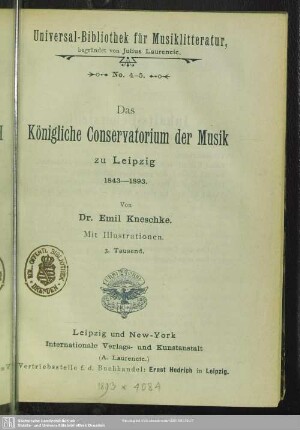 Universal-Bibliothek für Musiklitteratur,
begründet von Julius Laurencic.
No. 4-5.
Das
Königliche Conservatorium der Musik
zu Leipzig
1843—1893.
Von
Dr. Emil Kneschke.
Mit Illustrationen.
3. Tausend.
Leipzig und New-York
Internationale Verlags- und Kunstanstalt
(A. Laurencic.)
Vertriebsstelle f. d. Buchhandel: Ernst Hedrich in Leipzig.